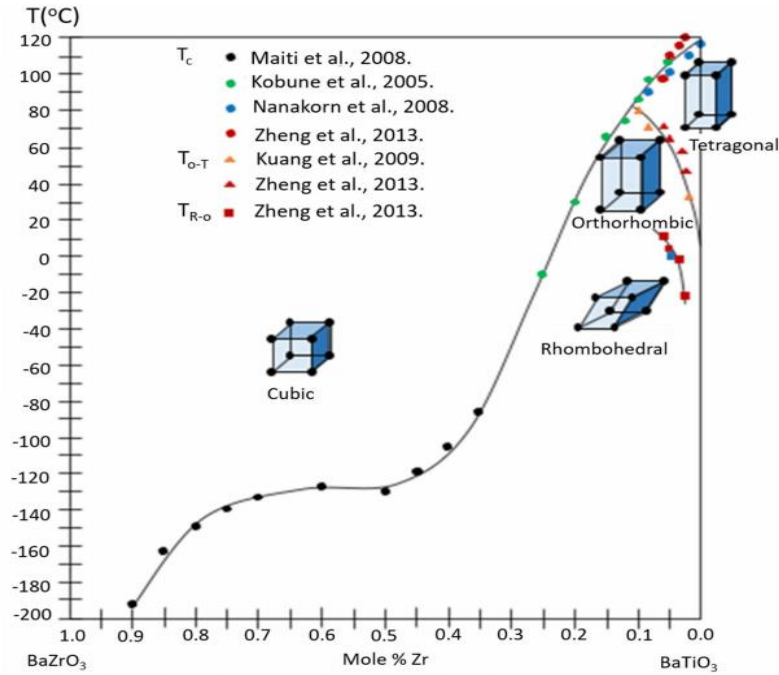 T(°C)
120
T_c Maiti et al., 2008.
100
Kobune et al., 2005.
80
Nanakorn et al., 2008.
Zheng et al., 2013.
60
T_o-T Kuang et al., 2009.
Tetragonal
40
Zheng et al., 2013.
20
T_R-o Zheng et al., 2013.
Orthorhombic
0
-20
-40
Rhombohedral
-60
Cubic
-80
-100
-120
-140
-160
-180
-200
1.0 0.9 0.8 0.7 0.6 0.5 0.4 0.3 0.2 0.1 0.0
BaZrO₃ Mole % Zr BaTiO₃